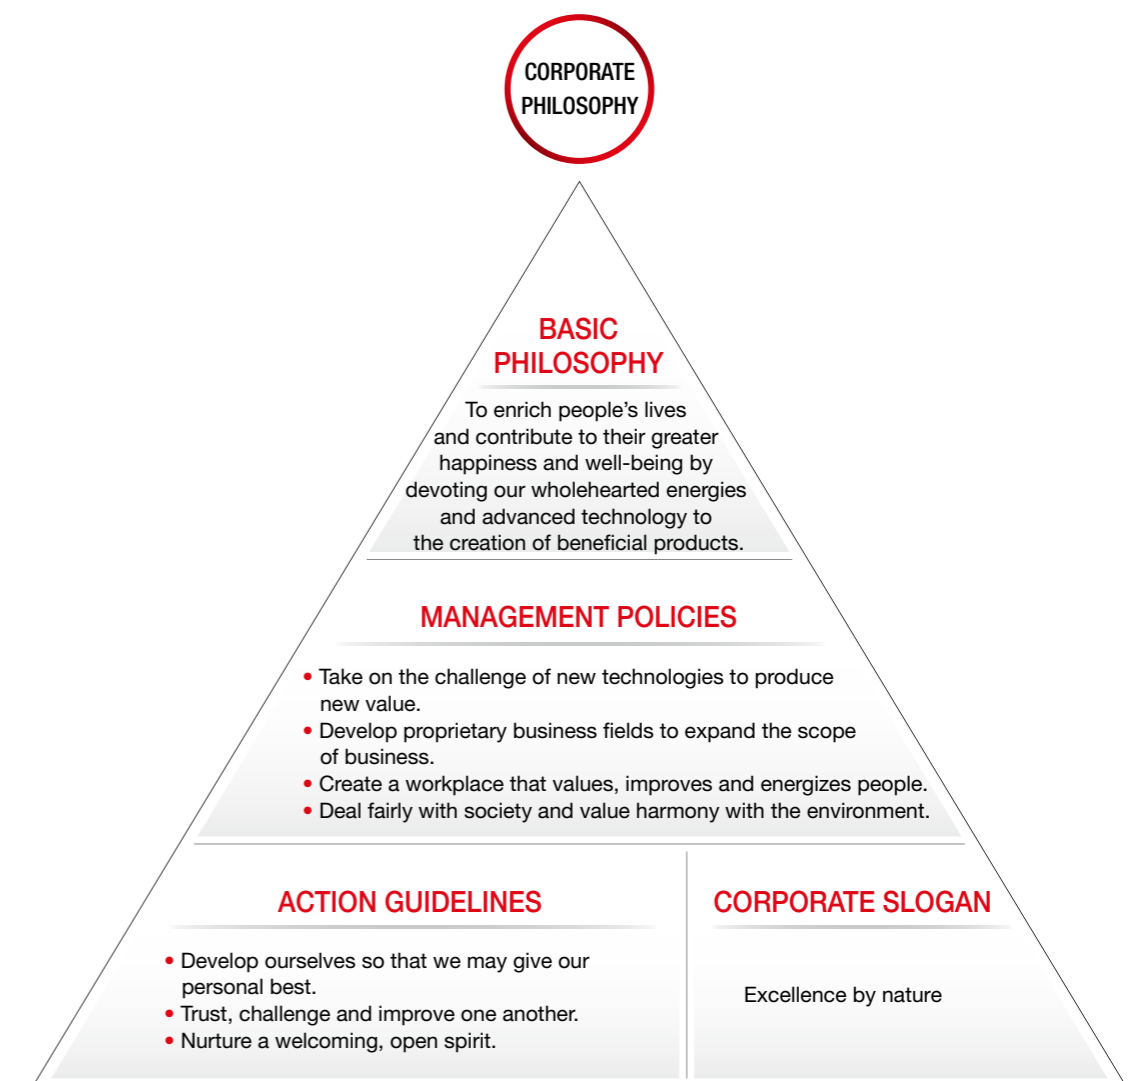 CORPORATE
PHILOSOPHY
BASIC
PHILOSOPHY
To enrich people’s lives
and contribute to their greater
happiness and well-being by
devoting our wholehearted energies
and advanced technology to
the creation of beneficial products.
MANAGEMENT POLICIES
• Take on the challenge of new technologies to produce
new value.
• Develop proprietary business fields to expand the scope
of business.
• Create a workplace that values, improves and energizes people.
• Deal fairly with society and value harmony with the environment.
ACTION GUIDELINES
• Develop ourselves so that we may give our
personal best.
• Trust, challenge and improve one another.
• Nurture a welcoming, open spirit.
CORPORATE SLOGAN
Excellence by nature